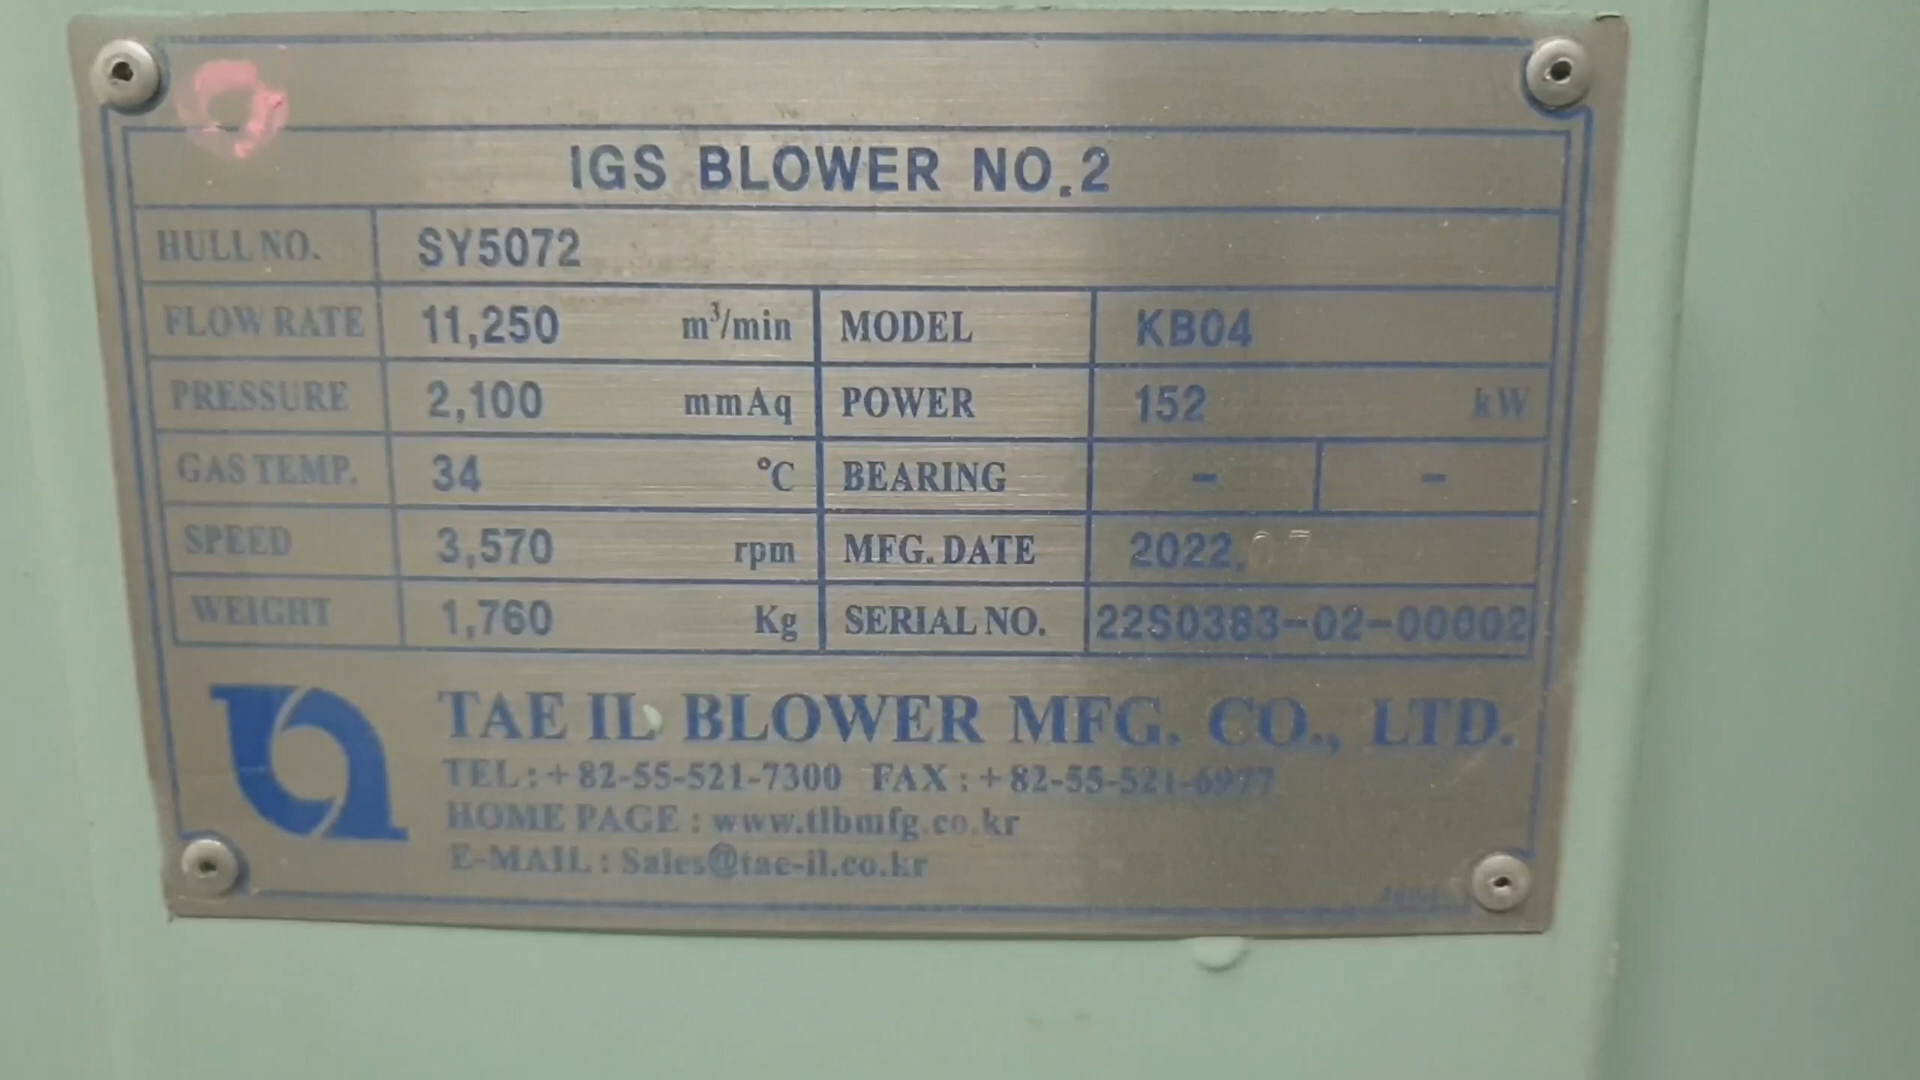 IGS BLOWER NO.2
HULL NO. SY5072
FLOW RATE 11,250 m³/min MODEL KB04
PRESSURE 2,100 mmAq POWER 152 kW
GAS TEMP. 34 °C BEARING - -
SPEED 3,570 rpm MFG. DATE 2022.07
WEIGHT 1,760 Kg SERIAL NO. 22S0383-02-00002
TAE IL BLOWER MFG. CO., LTD.
TEL : +82-55-521-7300 FAX : +82-55-521-6977
HOME PAGE : www.tlbmfg.co.kr
E-MAIL : Sales@tae-il.co.kr